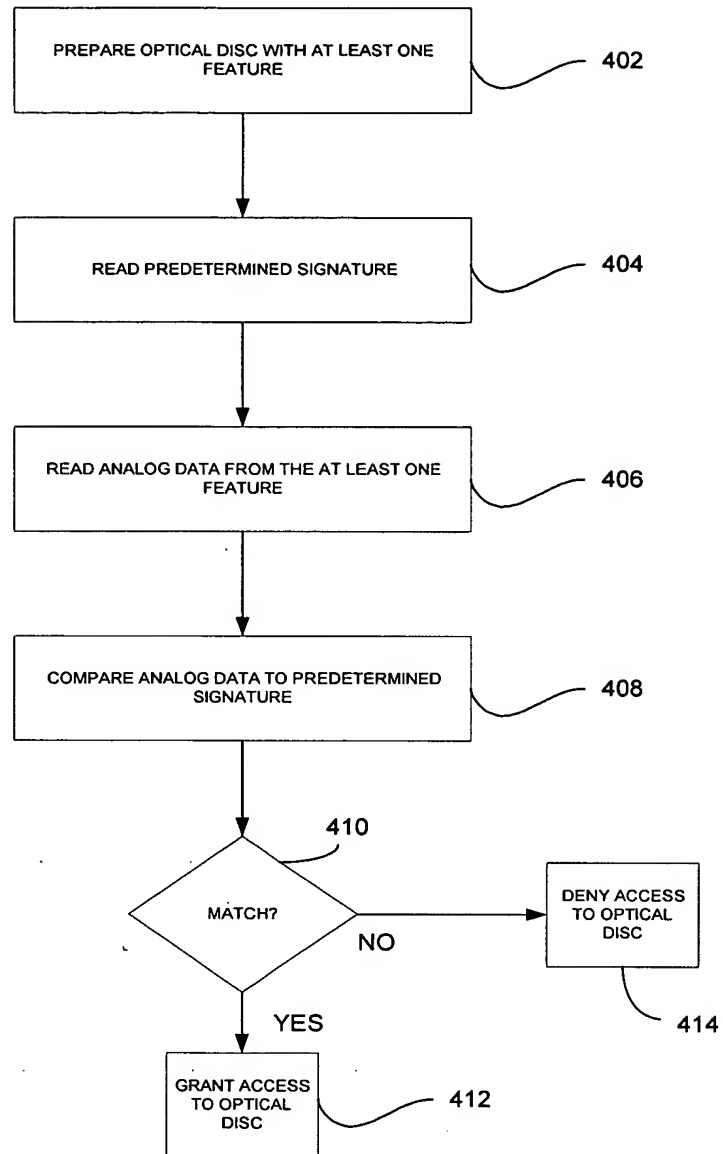 PREPARE OPTICAL DISC WITH AT LEAST ONE
FEATURE
402
READ PREDETERMINED SIGNATURE
404
READ ANALOG DATA FROM THE AT LEAST ONE
FEATURE
406
COMPARE ANALOG DATA TO PREDETERMINED
SIGNATURE
408
410
MATCH?
NO
DENY ACCESS
TO OPTICAL
DISC
414
YES
GRANT ACCESS
TO OPTICAL
DISC
412